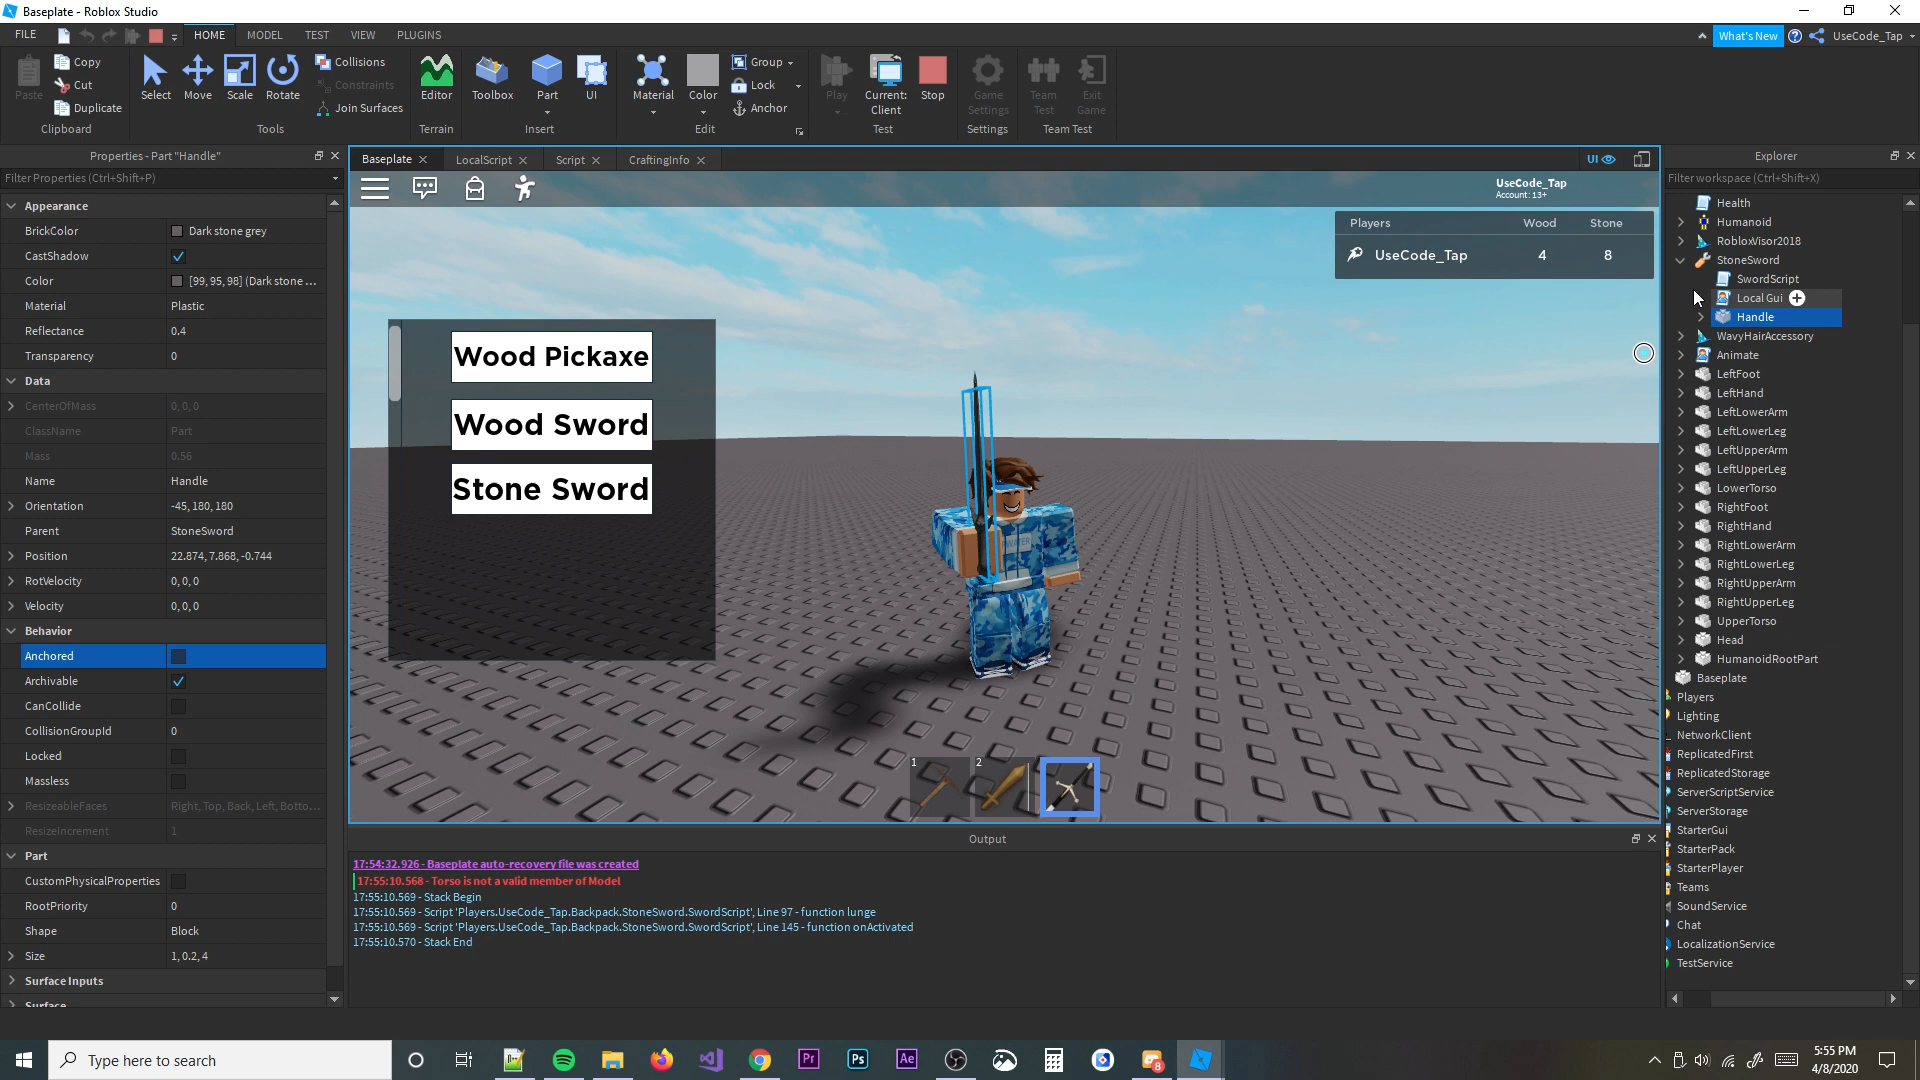 Baseplate - Roblox Studio
FILE
HOME
MODEL
TEST
VIEW
PLUGINS
What's New
UseCode_Tap
Paste
Copy
Cut
Duplicate
Clipboard
Select
Move
Scale
Rotate
Collisions
Constraints
Join Surfaces
Tools
Editor
Terrain
Toolbox
Part
UI
Insert
Material
Color
Group
Lock
Anchor
Edit
Play
Current:
Client
Stop
Test
Game
Settings
Settings
Team
Test
Exit
Game
Team Test
Properties - Part "Handle"
Filter Properties (Ctrl+Shift+P)
Appearance
BrickColor Dark stone grey
CastShadow
Color [99, 95, 98] (Dark stone ...
Material Plastic
Reflectance 0.4
Transparency 0
Data
CenterOfMass 0, 0, 0
ClassName Part
Mass 0.56
Name Handle
Orientation -45, 180, 180
Parent StoneSword
Position 22.874, 7.868, -0.744
RotVelocity 0, 0, 0
Velocity 0, 0, 0
Behavior
Anchored
Archivable
CanCollide
CollisionGroupId 0
Locked
Massless
ResizeableFaces Right, Top, Back, Left, Botto...
ResizeIncrement 1
Part
CustomPhysicalProperties
RootPriority 0
Shape Block
Size 1, 0.2, 4
Surface Inputs
Surface
Baseplate
LocalScript
Script
CraftingInfo
UI
UseCode_Tap
Account: 13+
Players Wood Stone
UseCode_Tap 4 8
Wood Pickaxe
Wood Sword
Stone Sword
WATER
1
2
Output
17:54:32.926 - Baseplate auto-recovery file was created
17:55:10.568 - Torso is not a valid member of Model
17:55:10.569 - Stack Begin
17:55:10.569 - Script 'Players.UseCode_Tap.Backpack.StoneSword.SwordScript', Line 97 - function lunge
17:55:10.569 - Script 'Players.UseCode_Tap.Backpack.StoneSword.SwordScript', Line 145 - function onActivated
17:55:10.570 - Stack End
Explorer
Filter workspace (Ctrl+Shift+X)
Health
Humanoid
RobloxVisor2018
StoneSword
SwordScript
Local Gui
Handle
WavyHairAccessory
Animate
LeftFoot
LeftHand
LeftLowerArm
LeftLowerLeg
LeftUpperArm
LeftUpperLeg
LowerTorso
RightFoot
RightHand
RightLowerArm
RightLowerLeg
RightUpperArm
RightUpperLeg
UpperTorso
Head
HumanoidRootPart
Baseplate
Players
Lighting
NetworkClient
ReplicatedFirst
ReplicatedStorage
ServerScriptService
ServerStorage
StarterGui
StarterPack
StarterPlayer
Teams
SoundService
Chat
LocalizationService
TestService
Type here to search
Pr
Ps
Ae
8
5:55 PM
4/8/2020